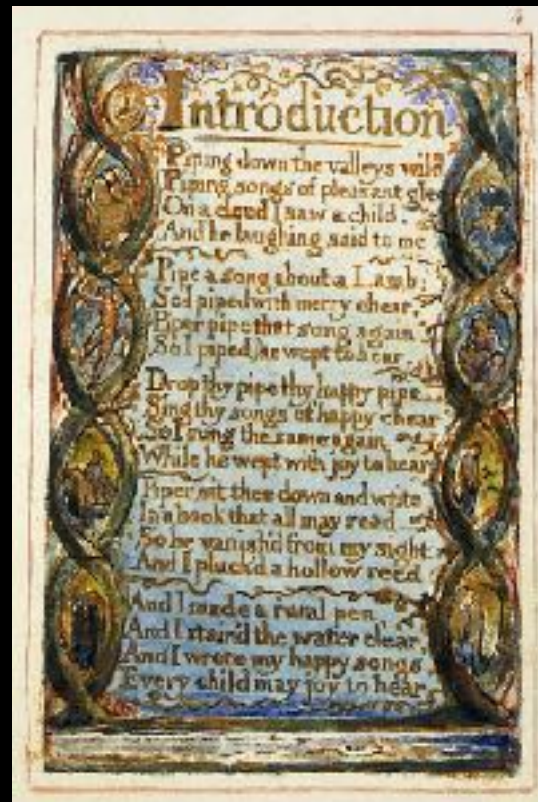 Introduction
Piping down the valleys wild
Piping songs of pleasant glee
On a cloud I saw a child.
And he laughing said to me
Pipe a song about a Lamb;
So I piped with merry chear,
Piper pipe that song again
So I piped, he wept to hear
Drop thy pipe thy happy pipe
Sing thy songs of happy chear
So I sung the same again
While he wept with joy to hear
Piper sit thee down and write
In a book that all may read
So he vanish'd from my sight
And I pluck'd a hollow reed
And I made a rural pen
And I stain'd the water clear,
And I wrote my happy songs
Every child may joy to hear